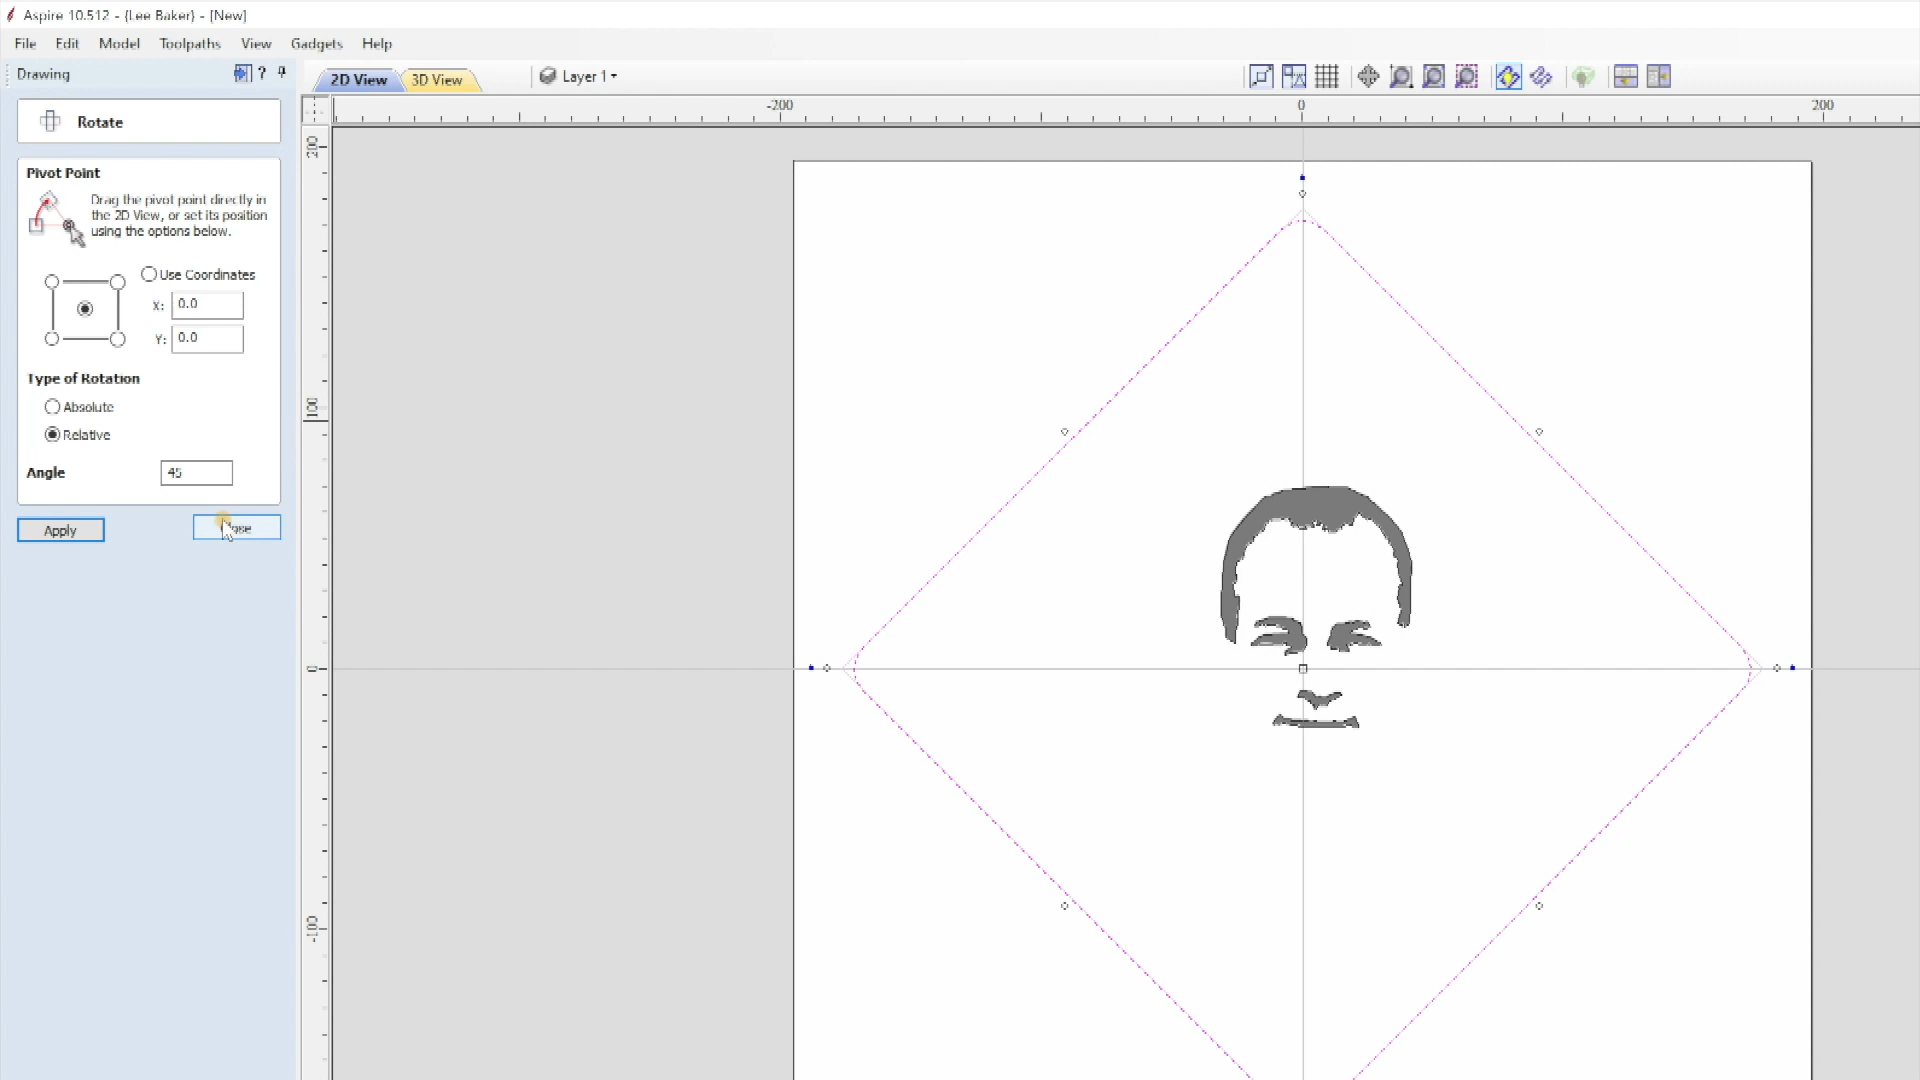 Aspire 10.512 - {Lee Baker} - [New]
File Edit Model Toolpaths View Gadgets Help
Drawing ?
2D View 3D View Layer 1
-200 0 200
Rotate
Pivot Point
Drag the pivot point directly in
the 2D View, or set its position
using the options below.
Use Coordinates
X: 0.0
Y: 0.0
Type of Rotation
Absolute
Relative
Angle 45
Apply
200
100
0
-100